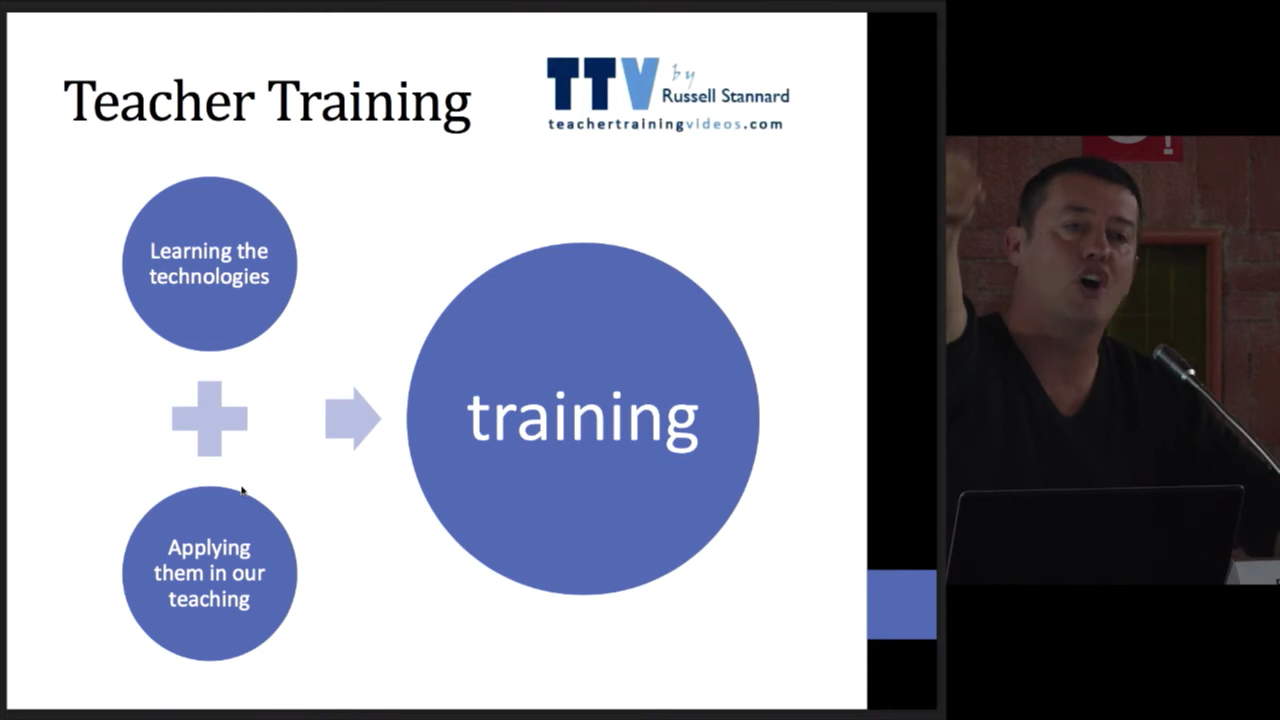 Teacher Training
TTV by
Russell Stannard
teachertrainingvideos.com
Learning the
technologies
Applying
them in our
teaching
training
!